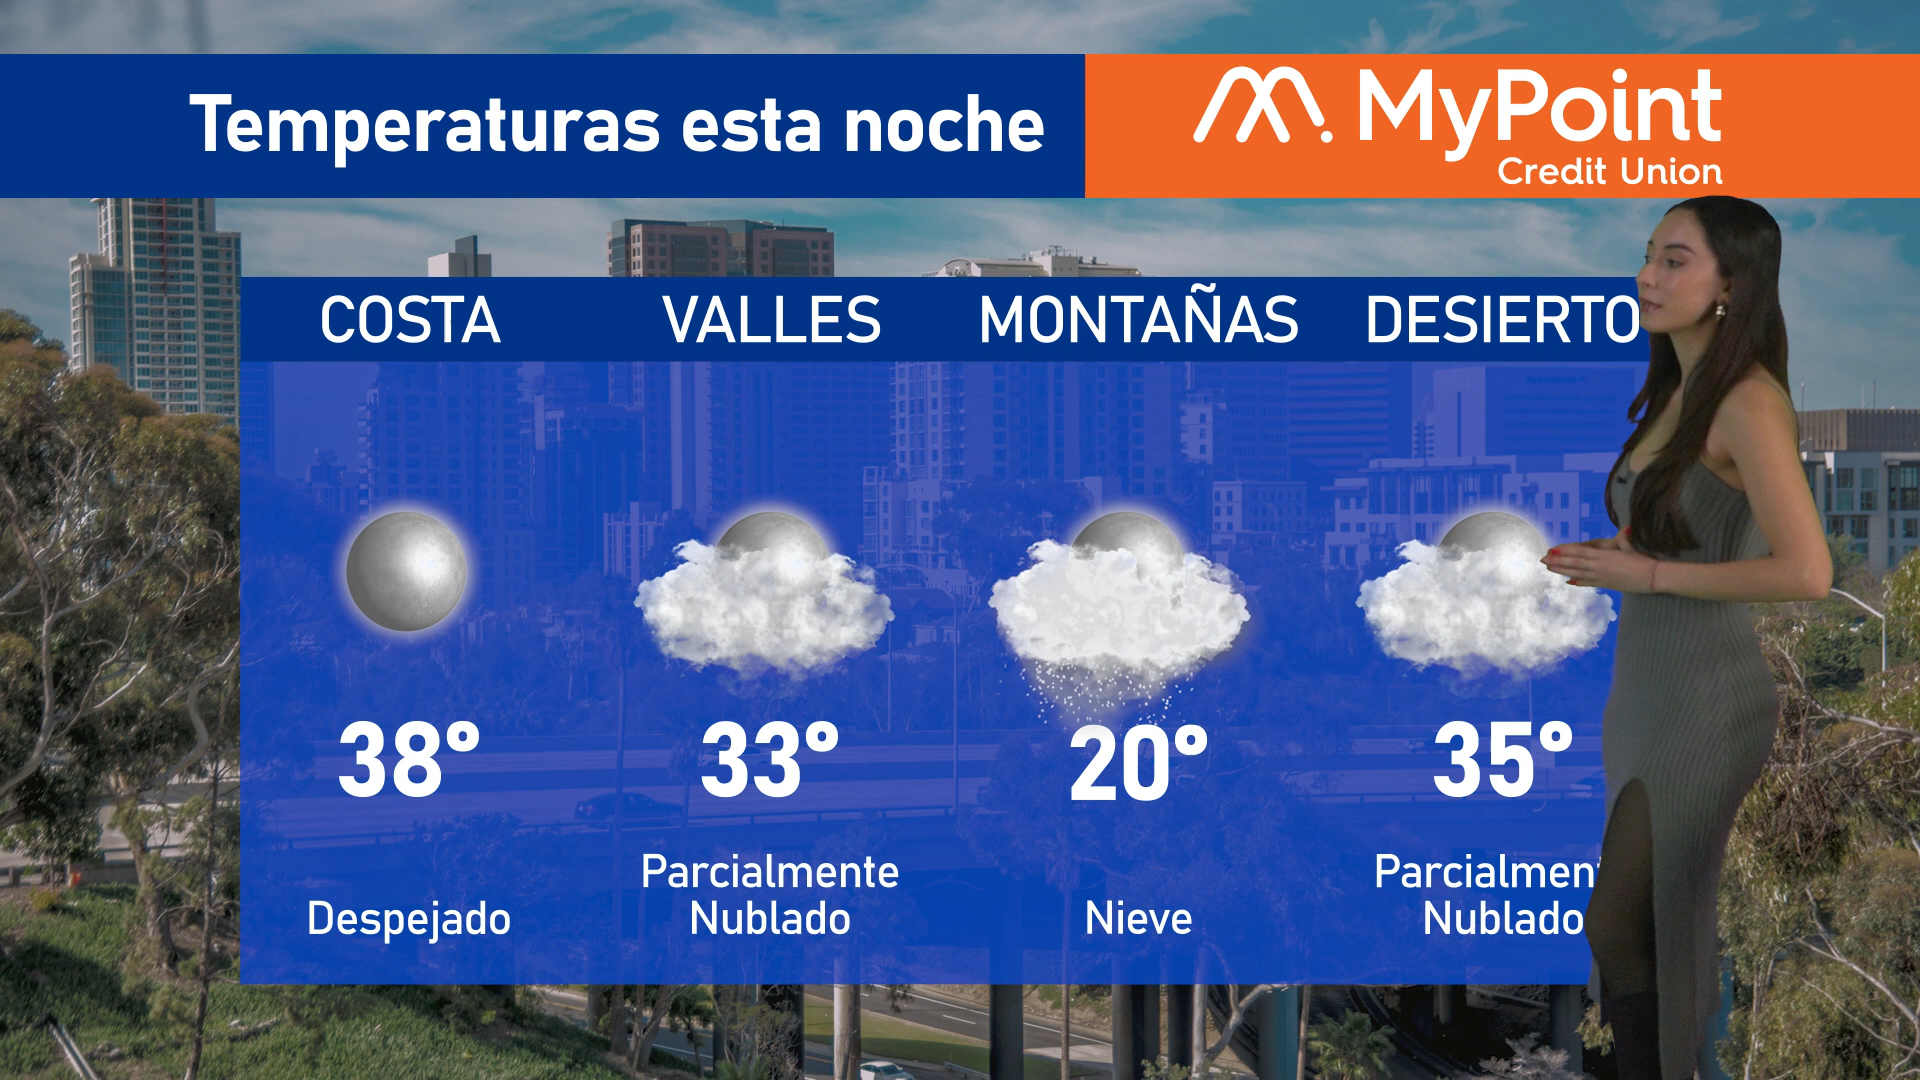 Temperaturas esta noche
MyPoint
Credit Union
COSTA
VALLES
MONTAÑAS
DESIERTO
38°
33°
20°
35°
Despejado
Parcialmente
Nublado
Nieve
Parcialmen
Nublado